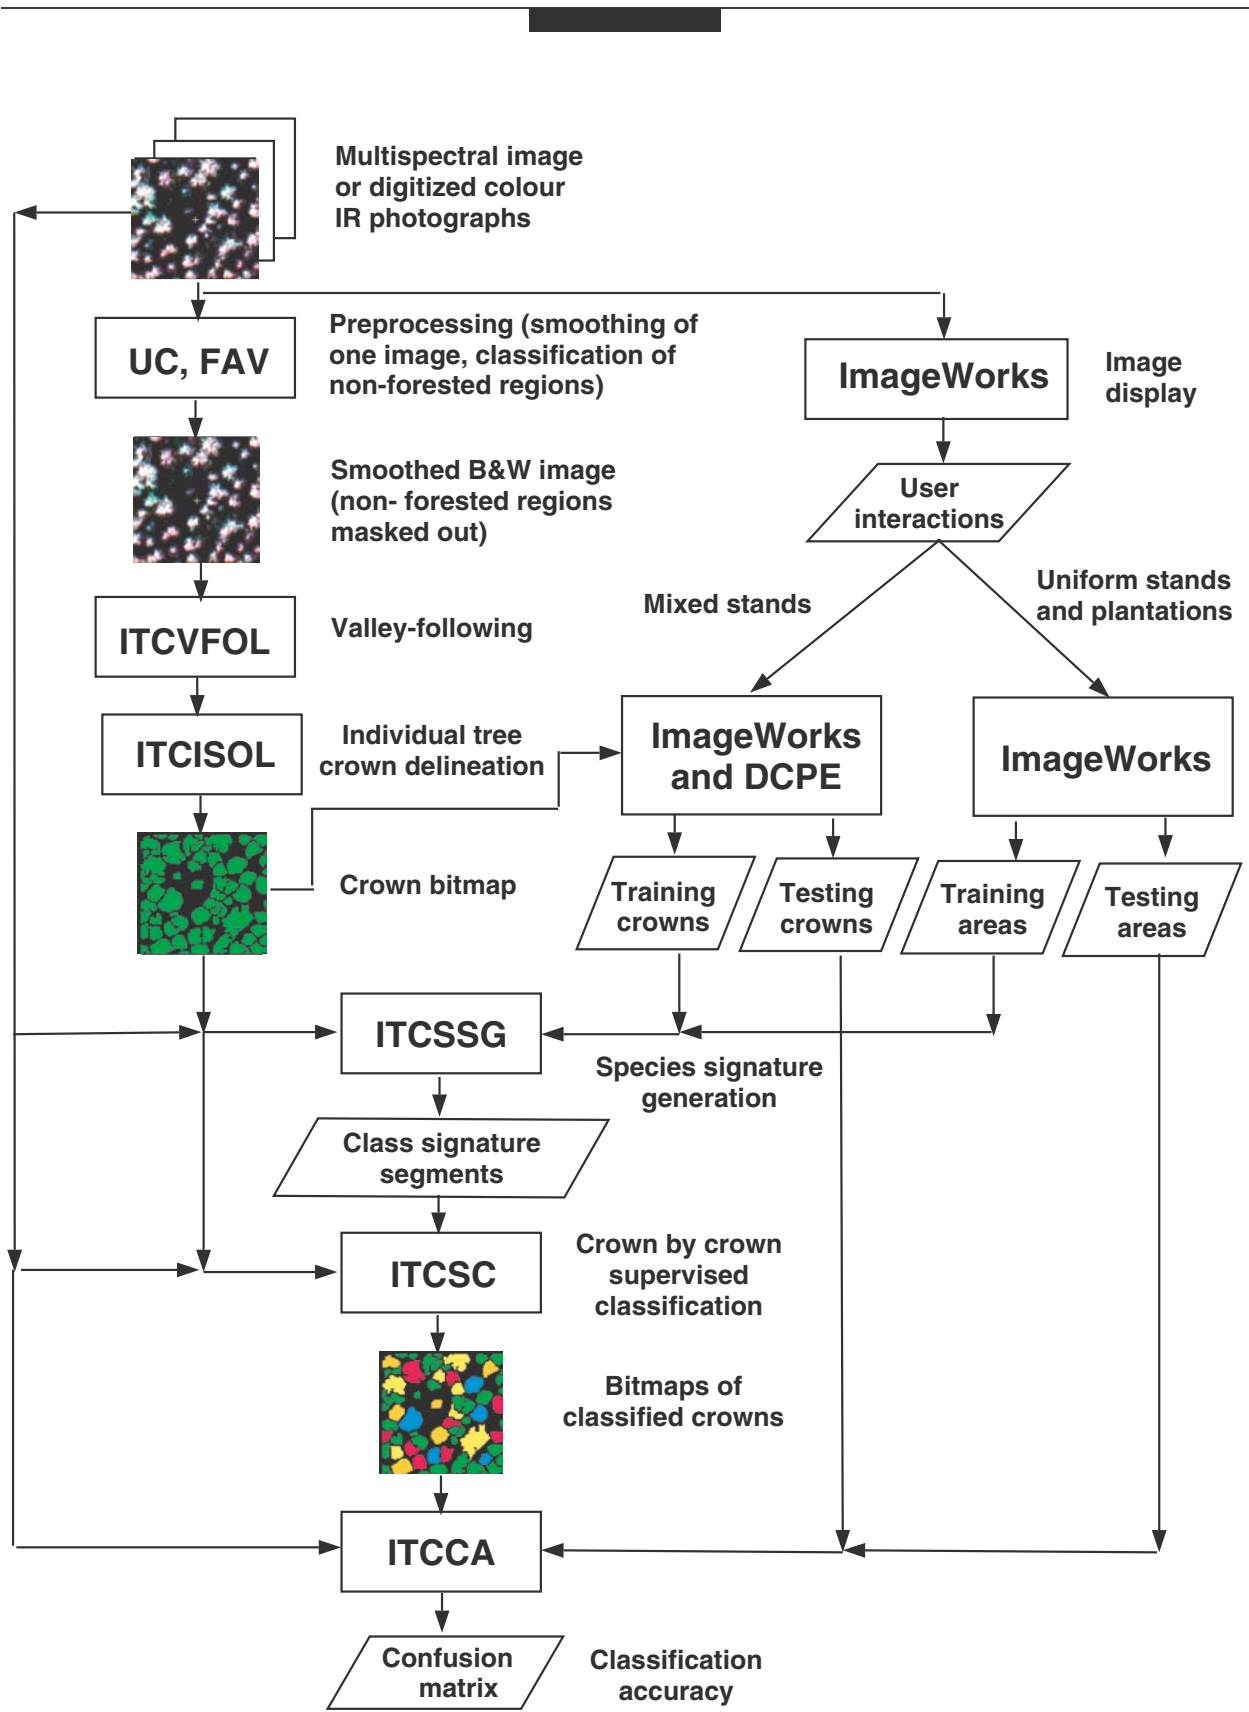 Multispectral image
or digitized colour
IR photographs
UC, FAV
Preprocessing (smoothing of
one image, classification of
non-forested regions)
ImageWorks
Image
display
Smoothed B&W image
(non- forested regions
masked out)
User
interactions
Mixed stands
Uniform stands
and plantations
ITCVFOL
Valley-following
ITCISOL
Individual tree
crown delineation
ImageWorks
and DCPE
ImageWorks
Crown bitmap
Training
crowns
Testing
crowns
Training
areas
Testing
areas
ITCSSG
Species signature
generation
Class signature
segments
ITCSC
Crown by crown
supervised
classification
Bitmaps of
classified crowns
ITCCA
Confusion
matrix
Classification
accuracy